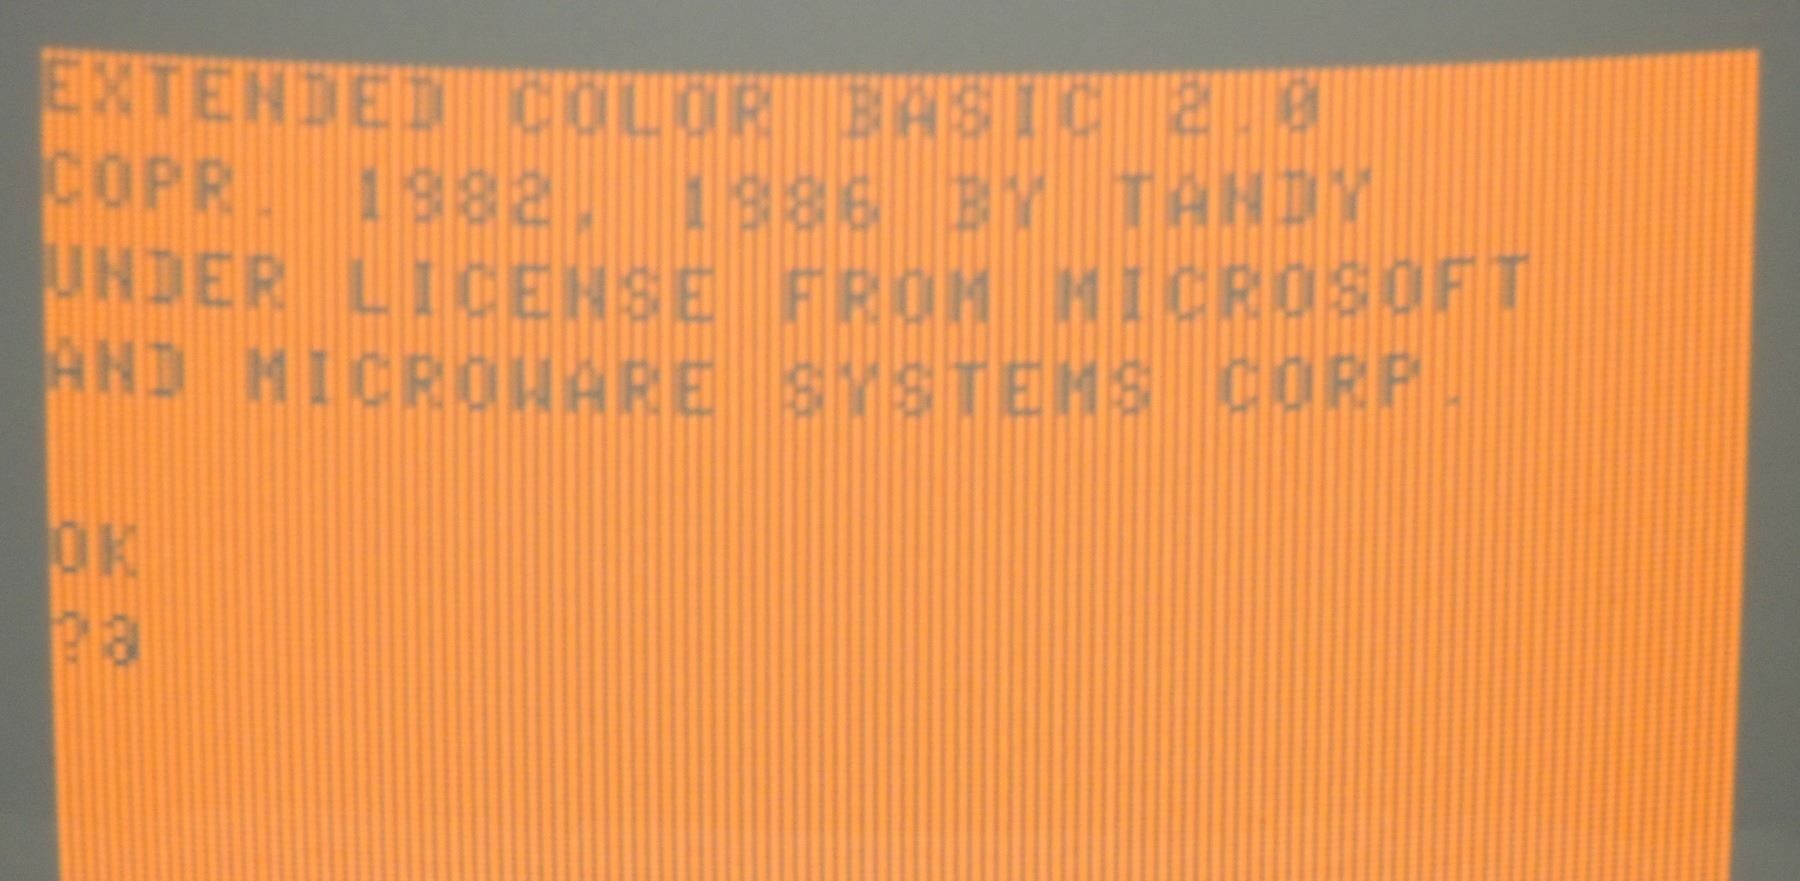 EXTENDED COLOR BASIC 2.0
COPR. 1982, 1986 BY TANDY
UNDER LICENSE FROM MICROSOFT
AND MICROWARE SYSTEMS CORP.
OK
?a